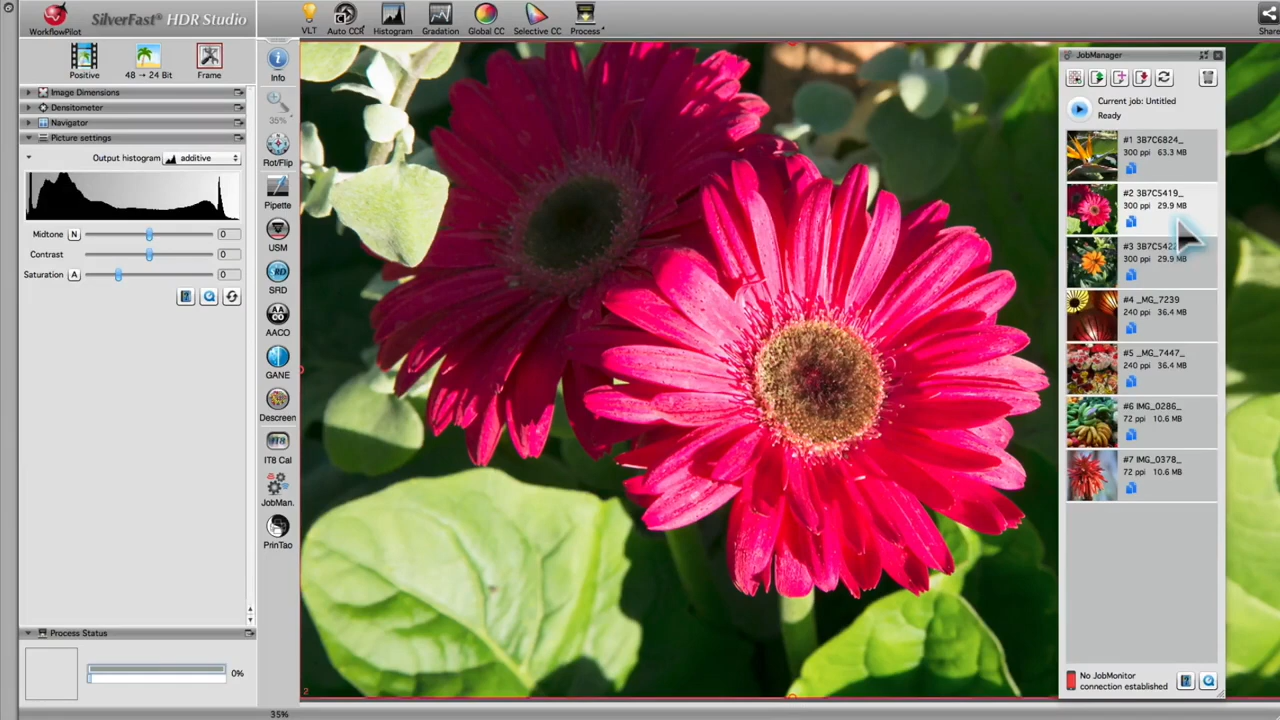 SilverFast® HDR Studio
WorkflowPilot
VLT
Auto CCR
Histogram
Gradation
Global CC
Selective CC
Process
Share
Positive
48 → 24 Bit
Frame
Image Dimensions
Densitometer
Navigator
Picture settings
Output histogram
additive
Midtone N 0
Contrast 0
Saturation A 0
Process Status
0%
Info
35%
Rot/Flip
Pipette
USM
SRD
SRD
AACO
GANE
Descreen
IT8
IT8 Cal
JobMan.
PrinTao
2
35%
JobManager
Current job: Untitled
Ready
#1 3B7C6824_
300 ppi 63.3 MB
#2 3B7C5419_
300 ppi 29.9 MB
#3 3B7C542
300 ppi 29.9 MB
#4 _MG_7239
240 ppi 36.4 MB
#5 _MG_7447_
240 ppi 36.4 MB
#6 IMG_0286_
72 ppi 10.6 MB
#7 IMG_0378_
72 ppi 10.6 MB
No JobMonitor
connection established